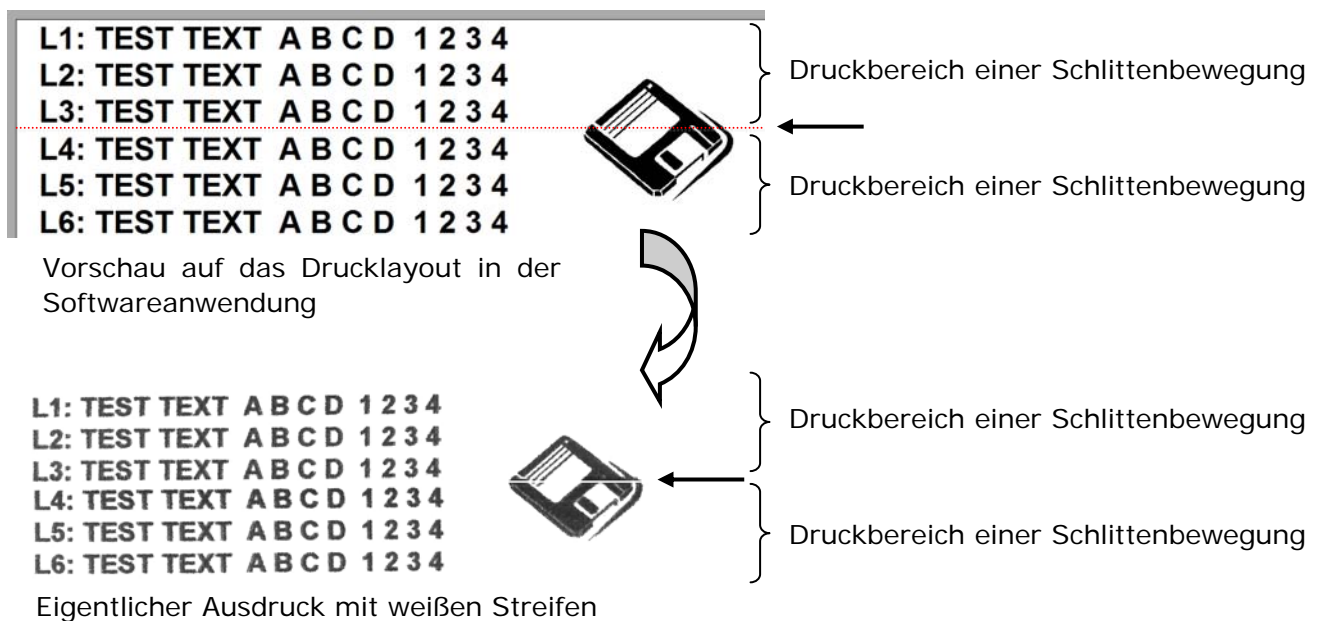 L1: TEST TEXT A B C D 1 2 3 4
L2: TEST TEXT A B C D 1 2 3 4
L3: TEST TEXT A B C D 1 2 3 4
L4: TEST TEXT A B C D 1 2 3 4
L5: TEST TEXT A B C D 1 2 3 4
L6: TEST TEXT A B C D 1 2 3 4
Druckbereich einer Schlittenbewegung
Druckbereich einer Schlittenbewegung
Vorschau auf das Drucklayout in der
Softwareanwendung
L1: TEST TEXT A B C D 1 2 3 4
L2: TEST TEXT A B C D 1 2 3 4
L3: TEST TEXT A B C D 1 2 3 4
L4: TEST TEXT A B C D 1 2 3 4
L5: TEST TEXT A B C D 1 2 3 4
L6: TEST TEXT A B C D 1 2 3 4
Druckbereich einer Schlittenbewegung
Druckbereich einer Schlittenbewegung
Eigentlicher Ausdruck mit weißen Streifen